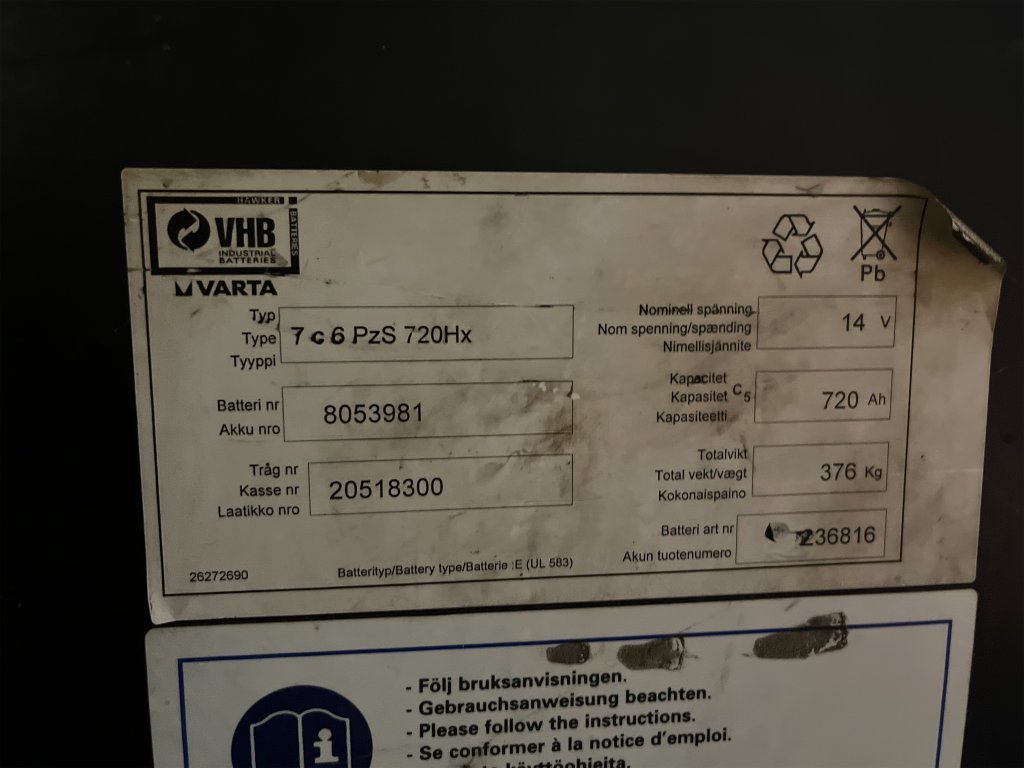 HAWKER
BATTERIES
VHB
INDUSTRIAL
BATTERIES
VARTA
Pb
Typ
Type
Tyyppi
7 c 6 PzS 720Hx
Nominell spänning
Nom spenning/spænding
Nimellisjännite
14 V
Batteri nr
Akku nro
8053981
Kapacitet
Kapasitet C5
Kapasiteetti
720 Ah
Tråg nr
Kasse nr
Laatikko nro
20518300
Totalvikt
Total vekt/vægt
Kokonaispaino
376 Kg
Batteri art nr
Akun tuotenumero
236816
26272690
Batterityp/Battery type/Batterie :E (UL 583)
- Följ bruksanvisningen.
- Gebrauchsanweisung beachten.
- Please follow the instructions.
- Se conformer à la notice d'emploi.
käyttöohjeita.